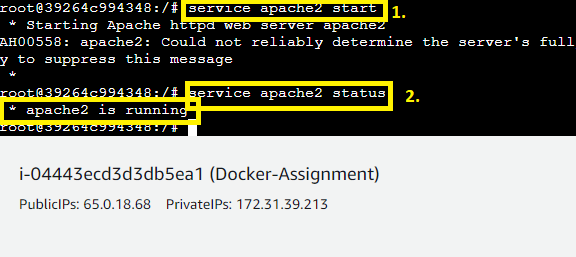 root@39264c994348:/# service apache2 start 1.
* Starting Apache httpd web server apache2
AH00558: apache2: Could not reliably determine the server's full
y to suppress this message
*
root@39264c994348:/# service apache2 status 2.
* apache2 is running
root@39264c994348:/#
i-04443ecd3d3db5ea1 (Docker-Assignment)
PublicIPs: 65.0.18.68 PrivateIPs: 172.31.39.213